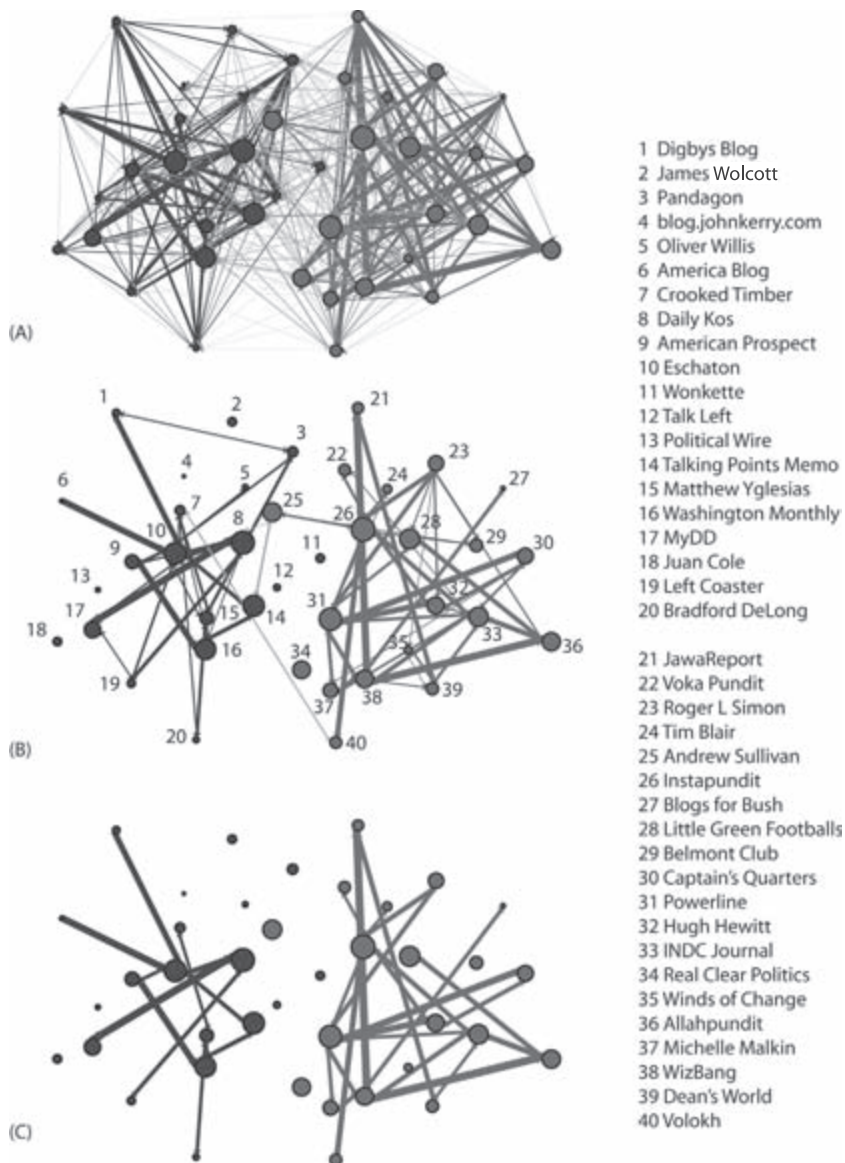 (A)
1
2
3
4
5
6
7
8
9
10
11
12
13
14
15
16
17
18
19
20
21
22
23
24
25
26
27
28
29
30
31
32
33
34
35
36
37
38
39
40
(B)
(C)
1 Digbys Blog
2 James Wolcott
3 Pandagon
4 blog.johnkerry.com
5 Oliver Willis
6 America Blog
7 Crooked Timber
8 Daily Kos
9 American Prospect
10 Eschaton
11 Wonkette
12 Talk Left
13 Political Wire
14 Talking Points Memo
15 Matthew Yglesias
16 Washington Monthly
17 MyDD
18 Juan Cole
19 Left Coaster
20 Bradford DeLong
21 JawaReport
22 Voka Pundit
23 Roger L Simon
24 Tim Blair
25 Andrew Sullivan
26 Instapundit
27 Blogs for Bush
28 Little Green Footballs
29 Belmont Club
30 Captain's Quarters
31 Powerline
32 Hugh Hewitt
33 INDC Journal
34 Real Clear Politics
35 Winds of Change
36 Allahpundit
37 Michelle Malkin
38 WizBang
39 Dean's World
40 Volokh